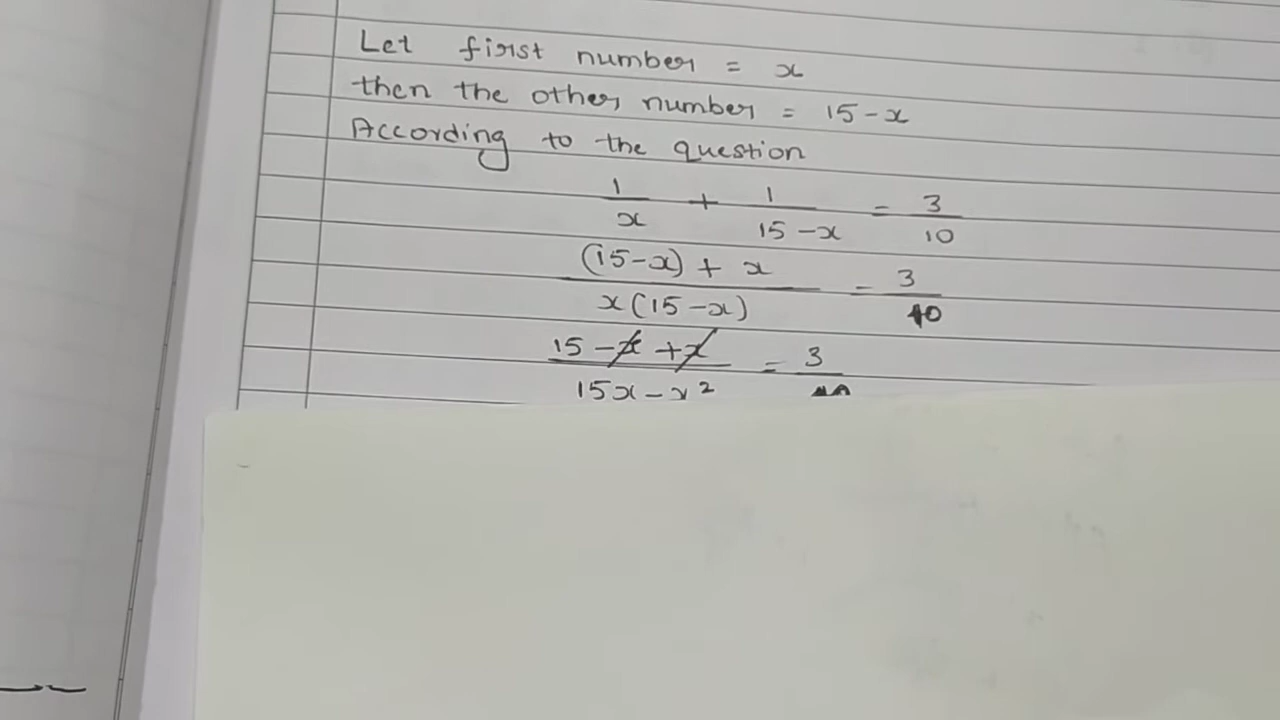 Let first number = x
then the other number = 15-x
According to the question
1/x + 1/15-x = 3/10
(15-x) + x / x(15-x) = 3/10
15-x+x / 15x-x² = 3/